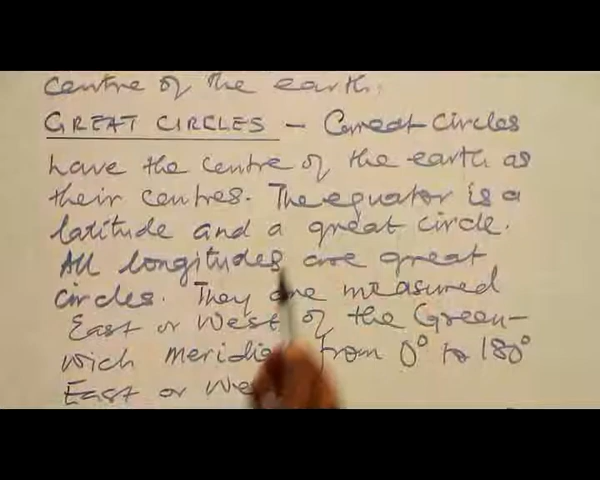 centre of the earth.
GREAT CIRCLES - Great circles
have the centre of the earth as
their centres. The equator is a
latitude and a great circle.
All longitudes are great
circles. They are measured
East or West of the Green-
wich from 0° to 180°
East or